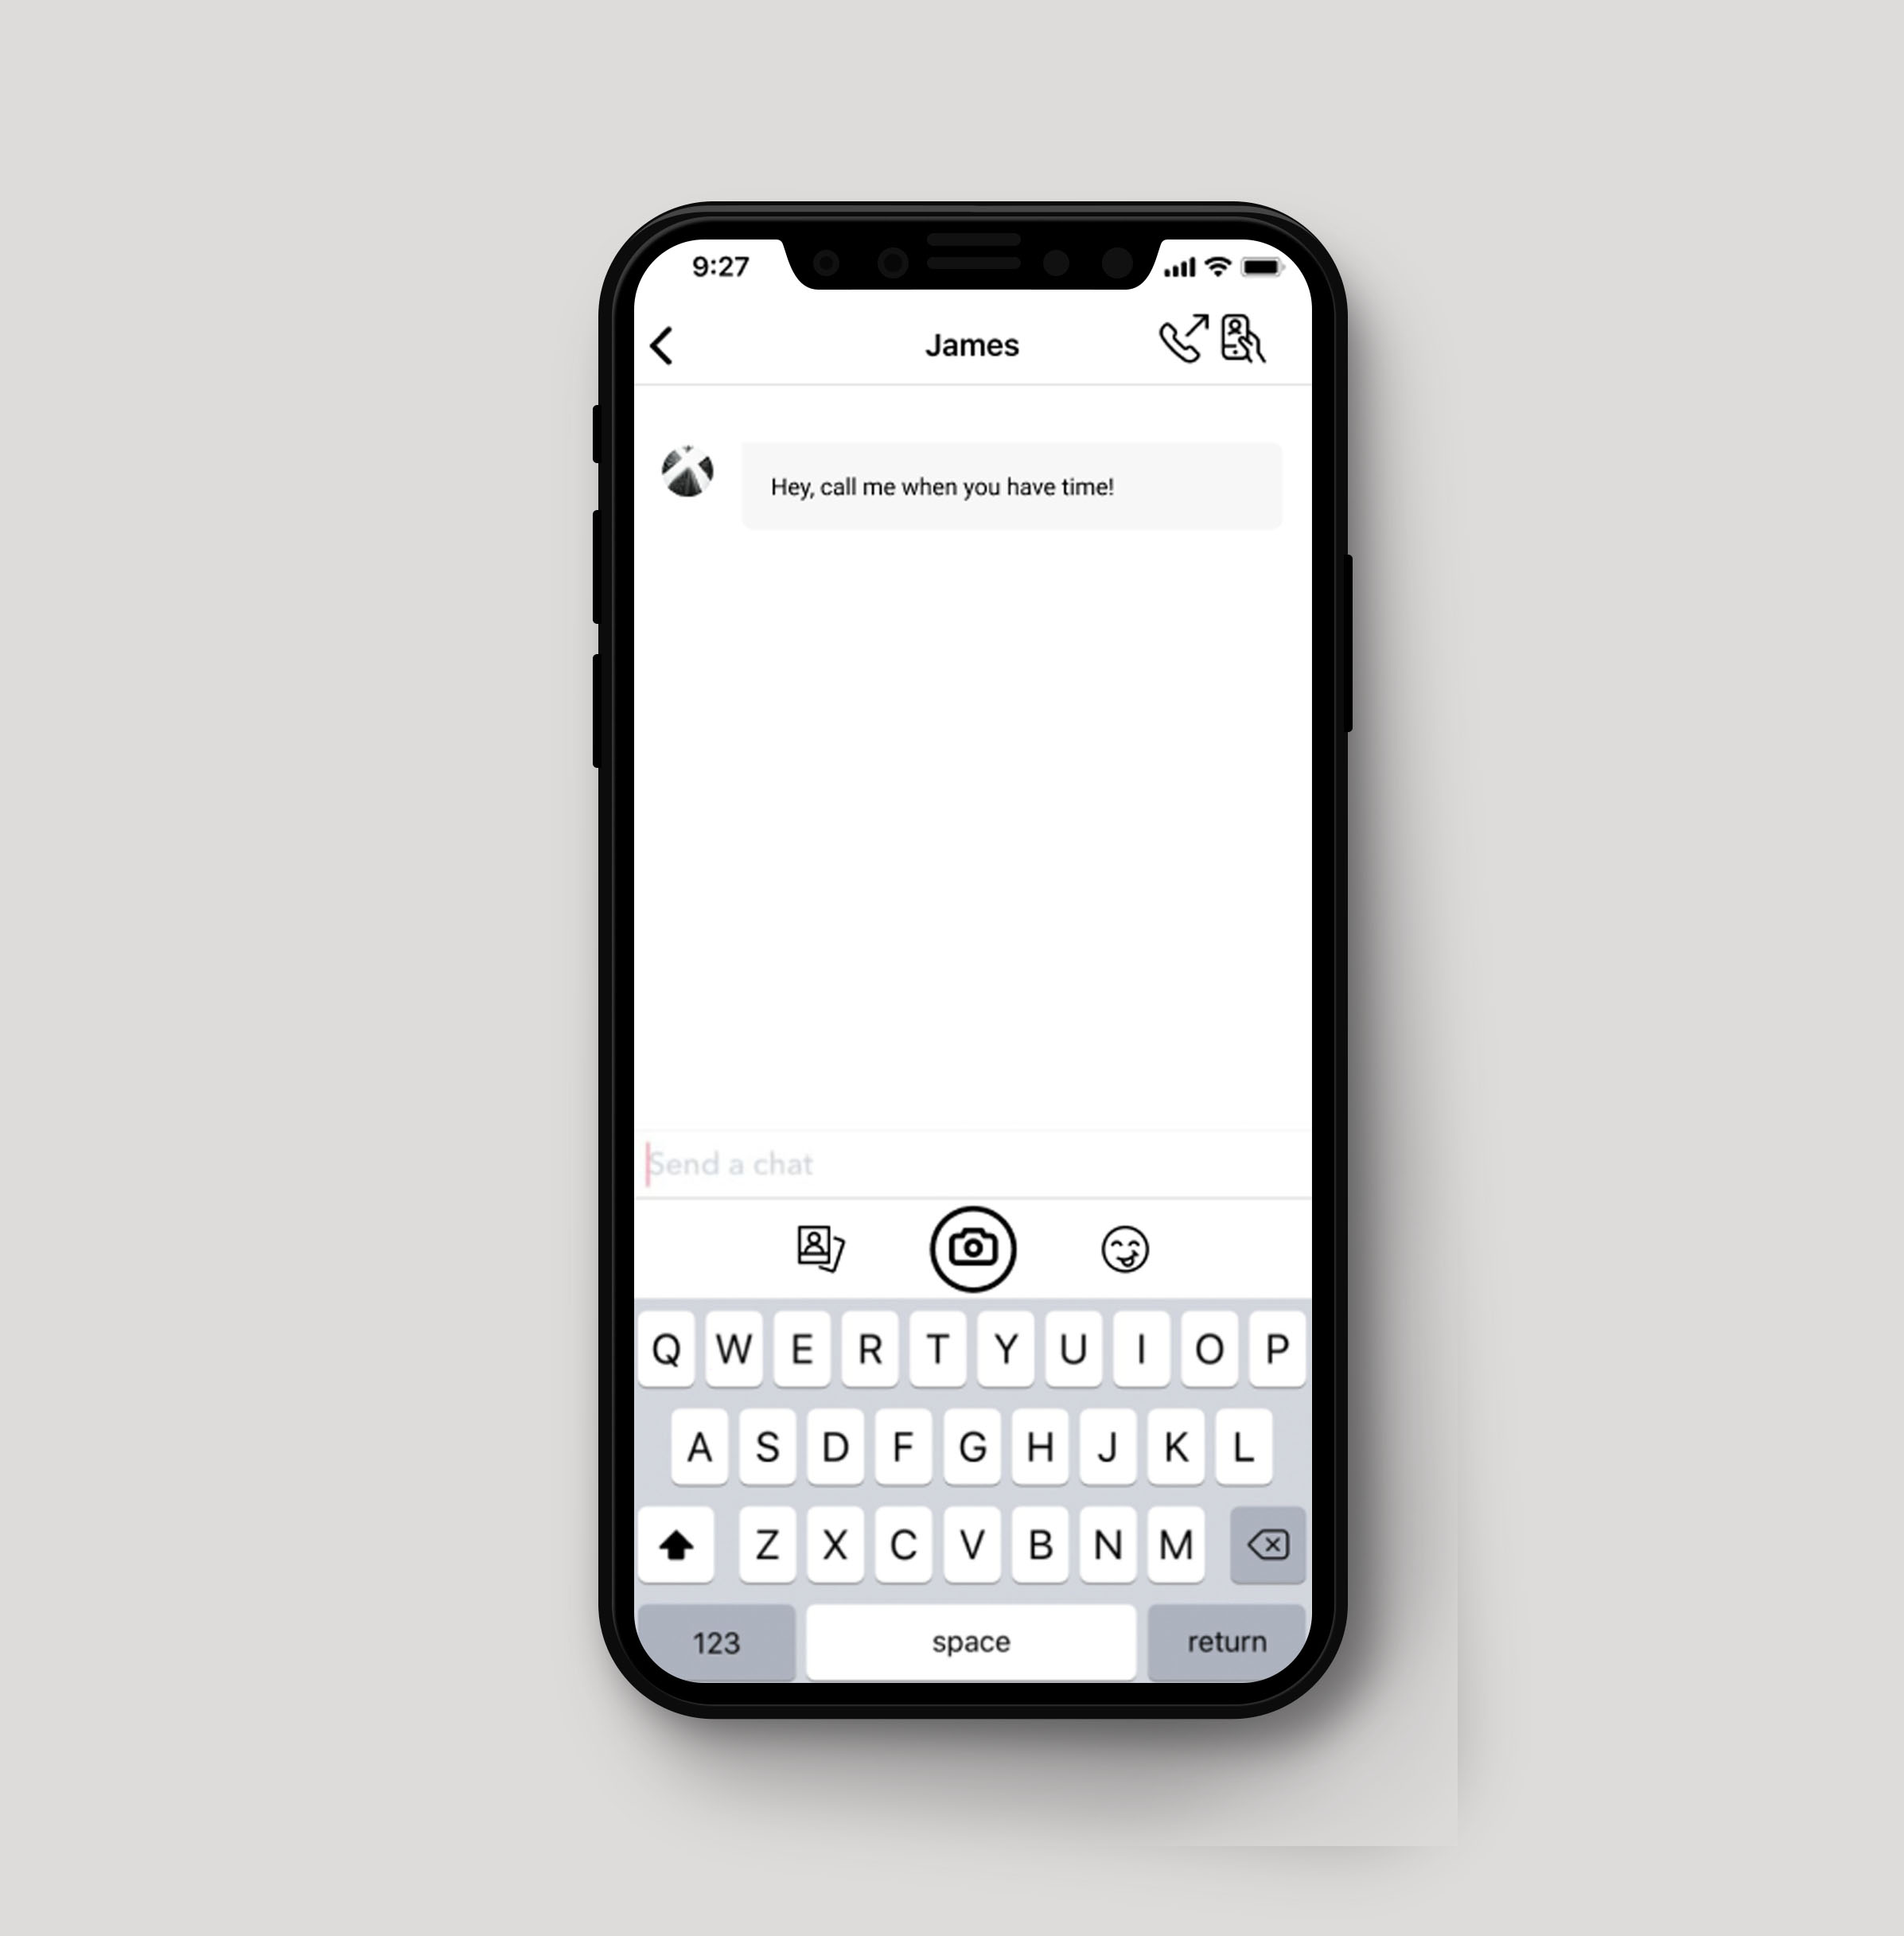 9:27
James
Hey, call me when you have time!
Send a chat
Q W E R T Y U I O P
A S D F G H J K L
Z X C V B N M
123 space return